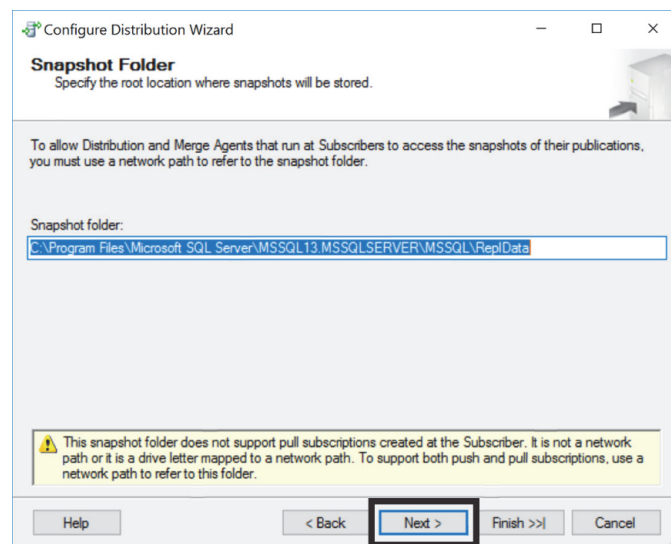 Configure Distribution Wizard
Snapshot Folder
Specify the root location where snapshots will be stored.
To allow Distribution and Merge Agents that run at Subscribers to access the snapshots of their publications,
you must use a network path to refer to the snapshot folder.
Snapshot folder:
C:\Program Files\Microsoft SQL Server\MSSQL13.MSSQLSERVER\MSSQL\ReplData
This snapshot folder does not support pull subscriptions created at the Subscriber. It is not a network
path or it is a drive letter mapped to a network path. To support both push and pull subscriptions, use a
network path to refer to this folder.
Help < Back Next > Finish >>| Cancel